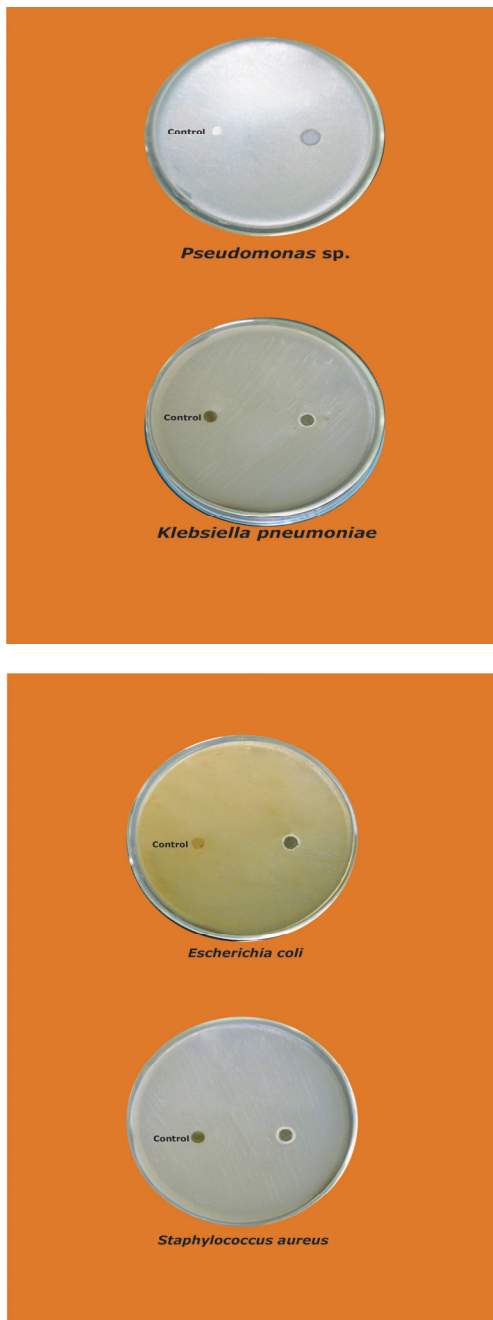 Control
Pseudomonas sp.
Control
Klebsiella pneumoniae
Control
Escherichia coli
Control
Staphylococcus aureus